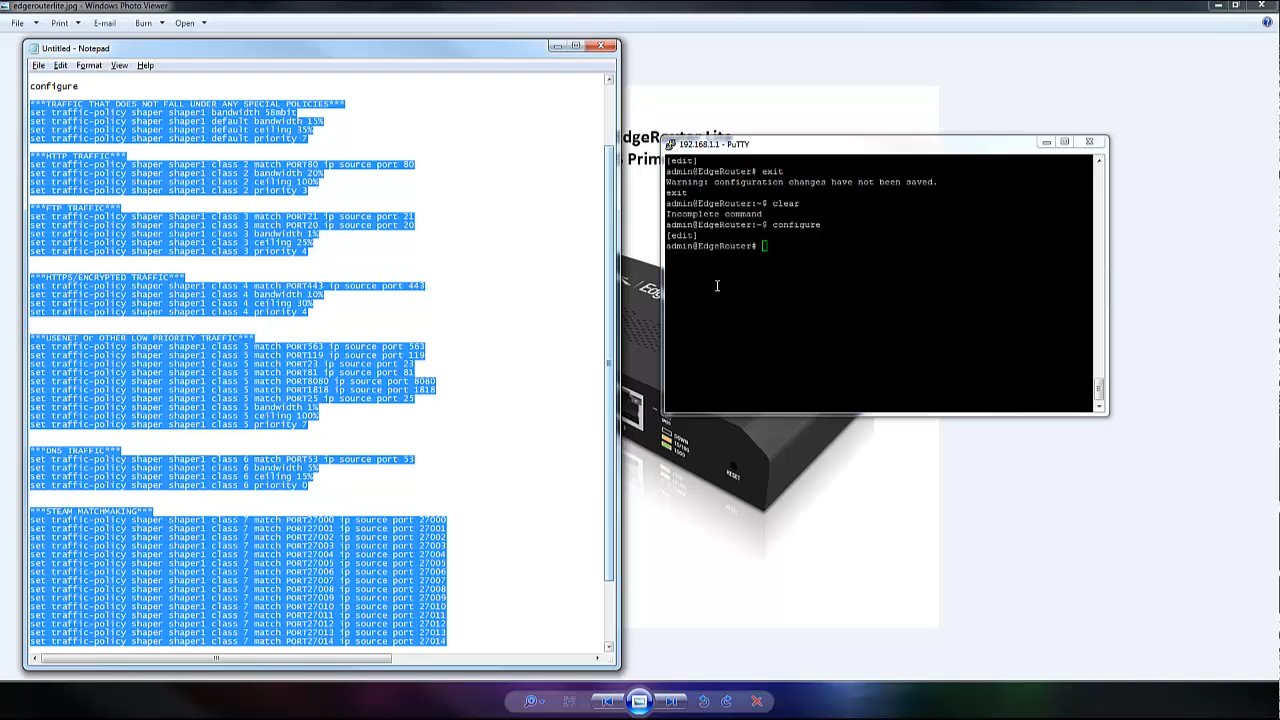 edgerouterlite.jpg - Windows Photo Viewer
File Print E-mail Burn Open
Untitled - Notepad
File Edit Format View Help
configure
***TRAFFIC THAT DOES NOT FALL UNDER ANY SPECIAL POLICIES***
set traffic-policy shaper shaper1 bandwidth 58mbit
set traffic-policy shaper shaper1 default bandwidth 15%
set traffic-policy shaper shaper1 default ceiling 35%
set traffic-policy shaper shaper1 default priority 7
***HTTP TRAFFIC***
set traffic-policy shaper shaper1 class 2 match PORT80 ip source port 80
set traffic-policy shaper shaper1 class 2 bandwidth 20%
set traffic-policy shaper shaper1 class 2 ceiling 100%
set traffic-policy shaper shaper1 class 2 priority 3
***FTP TRAFFIC***
set traffic-policy shaper shaper1 class 3 match PORT21 ip source port 21
set traffic-policy shaper shaper1 class 3 match PORT20 ip source port 20
set traffic-policy shaper shaper1 class 3 bandwidth 1%
set traffic-policy shaper shaper1 class 3 ceiling 25%
set traffic-policy shaper shaper1 class 3 priority 4
***HTTPS/ENCRYPTED TRAFFIC***
set traffic-policy shaper shaper1 class 4 match PORT443 ip source port 443
set traffic-policy shaper shaper1 class 4 bandwidth 10%
set traffic-policy shaper shaper1 class 4 ceiling 30%
set traffic-policy shaper shaper1 class 4 priority 4
***USENET Or OTHER LOW PRIORITY TRAFFIC***
set traffic-policy shaper shaper1 class 5 match PORT563 ip source port 563
set traffic-policy shaper shaper1 class 5 match PORT119 ip source port 119
set traffic-policy shaper shaper1 class 5 match PORT23 ip source port 23
set traffic-policy shaper shaper1 class 5 match PORT81 ip source port 81
set traffic-policy shaper shaper1 class 5 match PORT8080 ip source port 8080
set traffic-policy shaper shaper1 class 5 match PORT1818 ip source port 1818
set traffic-policy shaper shaper1 class 5 match PORT25 ip source port 25
set traffic-policy shaper shaper1 class 5 bandwidth 1%
set traffic-policy shaper shaper1 class 5 ceiling 100%
set traffic-policy shaper shaper1 class 5 priority 7
***DNS TRAFFIC***
set traffic-policy shaper shaper1 class 6 match PORT53 ip source port 53
set traffic-policy shaper shaper1 class 6 bandwidth 5%
set traffic-policy shaper shaper1 class 6 ceiling 15%
set traffic-policy shaper shaper1 class 6 priority 0
***STEAM MATCHMAKING***
set traffic-policy shaper shaper1 class 7 match PORT27000 ip source port 27000
set traffic-policy shaper shaper1 class 7 match PORT27001 ip source port 27001
set traffic-policy shaper shaper1 class 7 match PORT27002 ip source port 27002
set traffic-policy shaper shaper1 class 7 match PORT27003 ip source port 27003
set traffic-policy shaper shaper1 class 7 match PORT27004 ip source port 27004
set traffic-policy shaper shaper1 class 7 match PORT27005 ip source port 27005
set traffic-policy shaper shaper1 class 7 match PORT27006 ip source port 27006
set traffic-policy shaper shaper1 class 7 match PORT27007 ip source port 27007
set traffic-policy shaper shaper1 class 7 match PORT27008 ip source port 27008
set traffic-policy shaper shaper1 class 7 match PORT27009 ip source port 27009
set traffic-policy shaper shaper1 class 7 match PORT27010 ip source port 27010
set traffic-policy shaper shaper1 class 7 match PORT27011 ip source port 27011
set traffic-policy shaper shaper1 class 7 match PORT27012 ip source port 27012
set traffic-policy shaper shaper1 class 7 match PORT27013 ip source port 27013
set traffic-policy shaper shaper1 class 7 match PORT27014 ip source port 27014
EdgeRouter Lite
192.168.1.1 - PuTTY
[edit]
admin@EdgeRouter# exit
Warning: configuration changes have not been saved.
exit
admin@EdgeRouter:~$ clear
Incomplete command
admin@EdgeRouter:~$ configure
[edit]
admin@EdgeRouter#
DOWN
10/100
1000
RESET